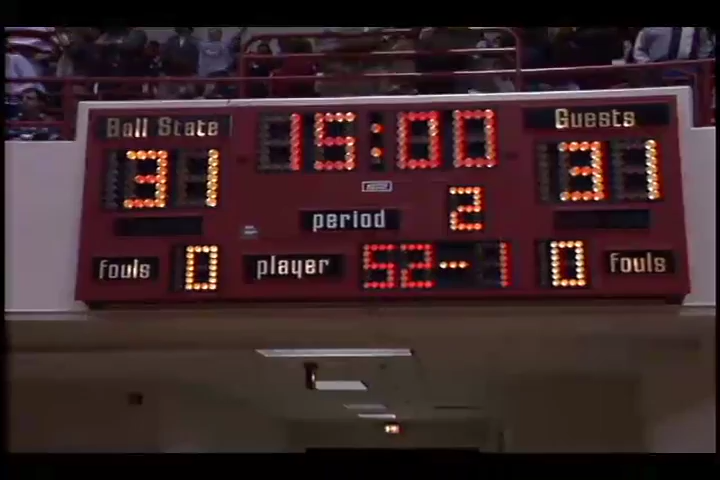 Ball State 15:00 Guests
31 31
period 2
fouls 0 player 52-1 0 fouls